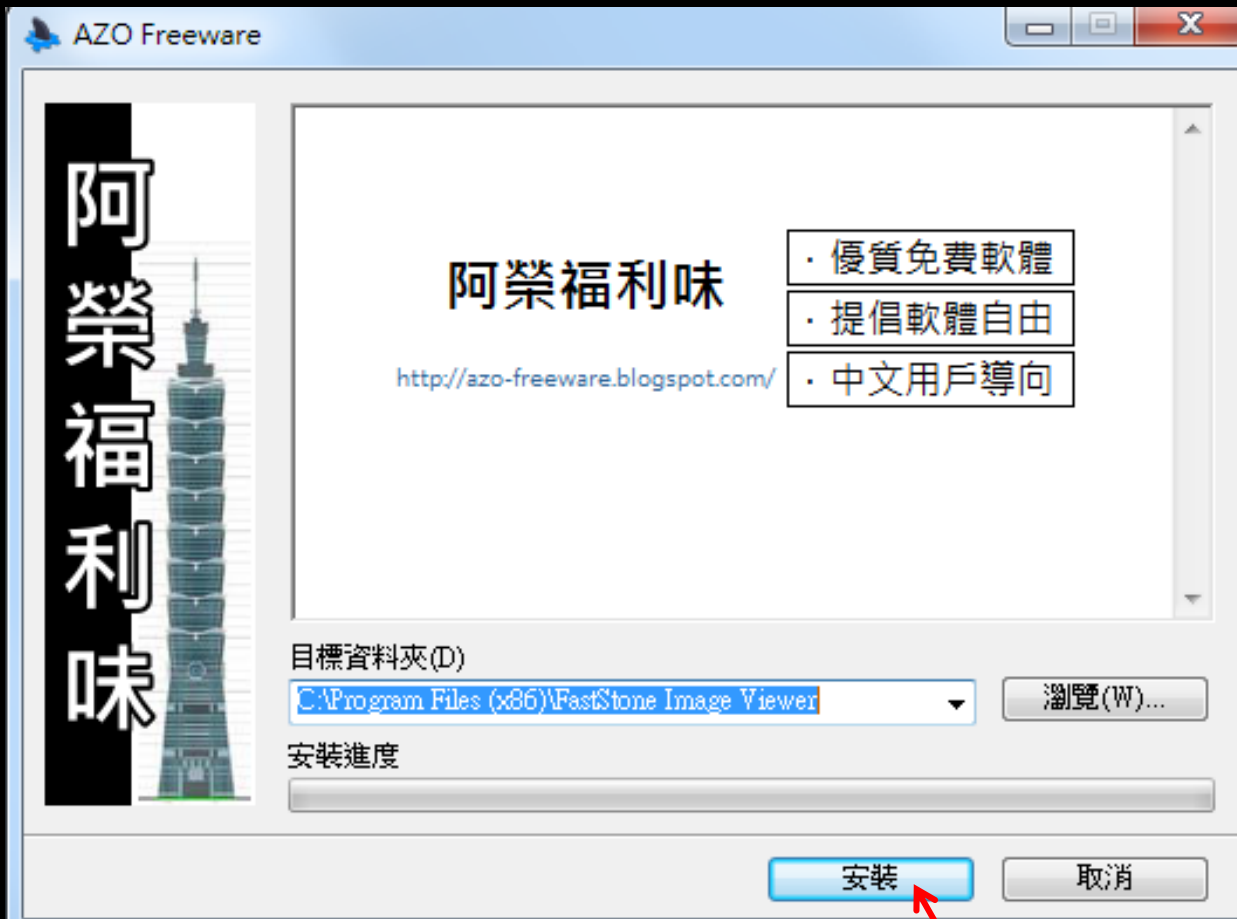 AZO Freeware
阿榮福利味
阿榮福利味
http://azo-freeware.blogspot.com/
．優質免費軟體
．提倡軟體自由
．中文用戶導向
目標資料夾(D)
C:\Program Files (x86)\FastStone Image Viewer
瀏覽(W)...
安裝進度
安裝
取消